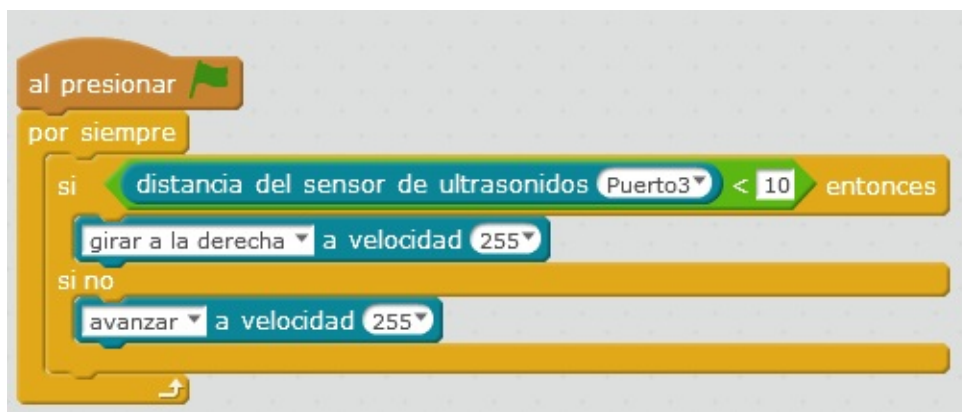 al presionar
por siempre
si distancia del sensor de ultrasonidos Puerto3 < 10 entonces
girar a la derecha a velocidad 255
si no
avanzar a velocidad 255